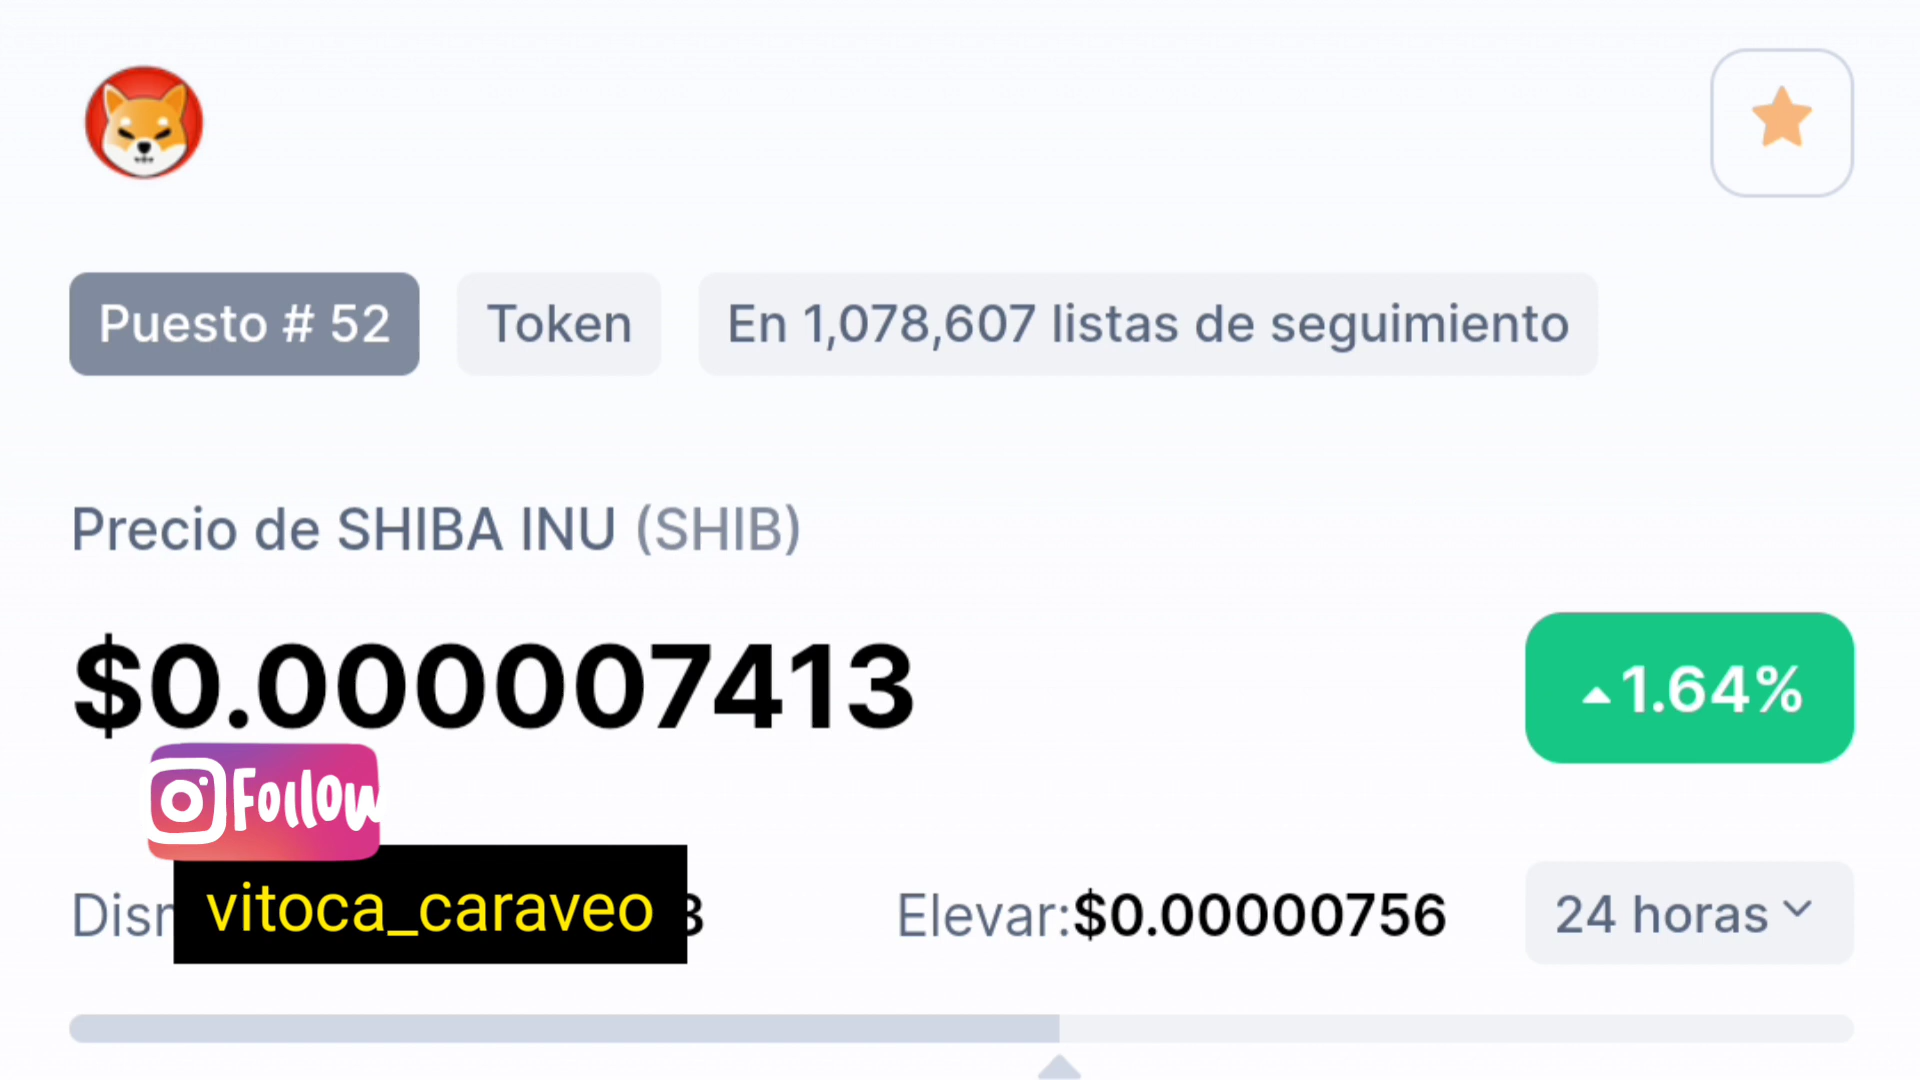 Puesto # 52
Token
En 1,078,607 listas de seguimiento
Precio de SHIBA INU (SHIB)
$0.000007413
1.64%
Follow
vitoca_caraveo
Elevar:$0.00000756
24 horas